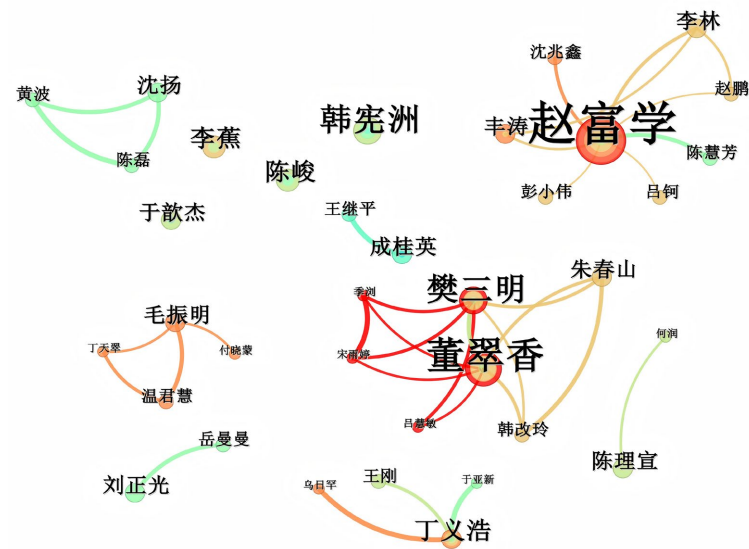 李林
沈兆鑫
沈扬
赵鹏
黄波
韩宪洲
赵富学
丰涛
李蕉
陈慧芳
陈磊
陈峻
彭小伟
吕钶
于歆杰
王继平
成桂英
朱春山
季浏
樊三明
毛振明
何润
丁天翠
付晓蒙
宋雨婷
董翠香
温君慧
吕慧敏
韩改玲
岳曼曼
陈理宣
刘正光
乌日罕
王刚
于亚新
丁义浩